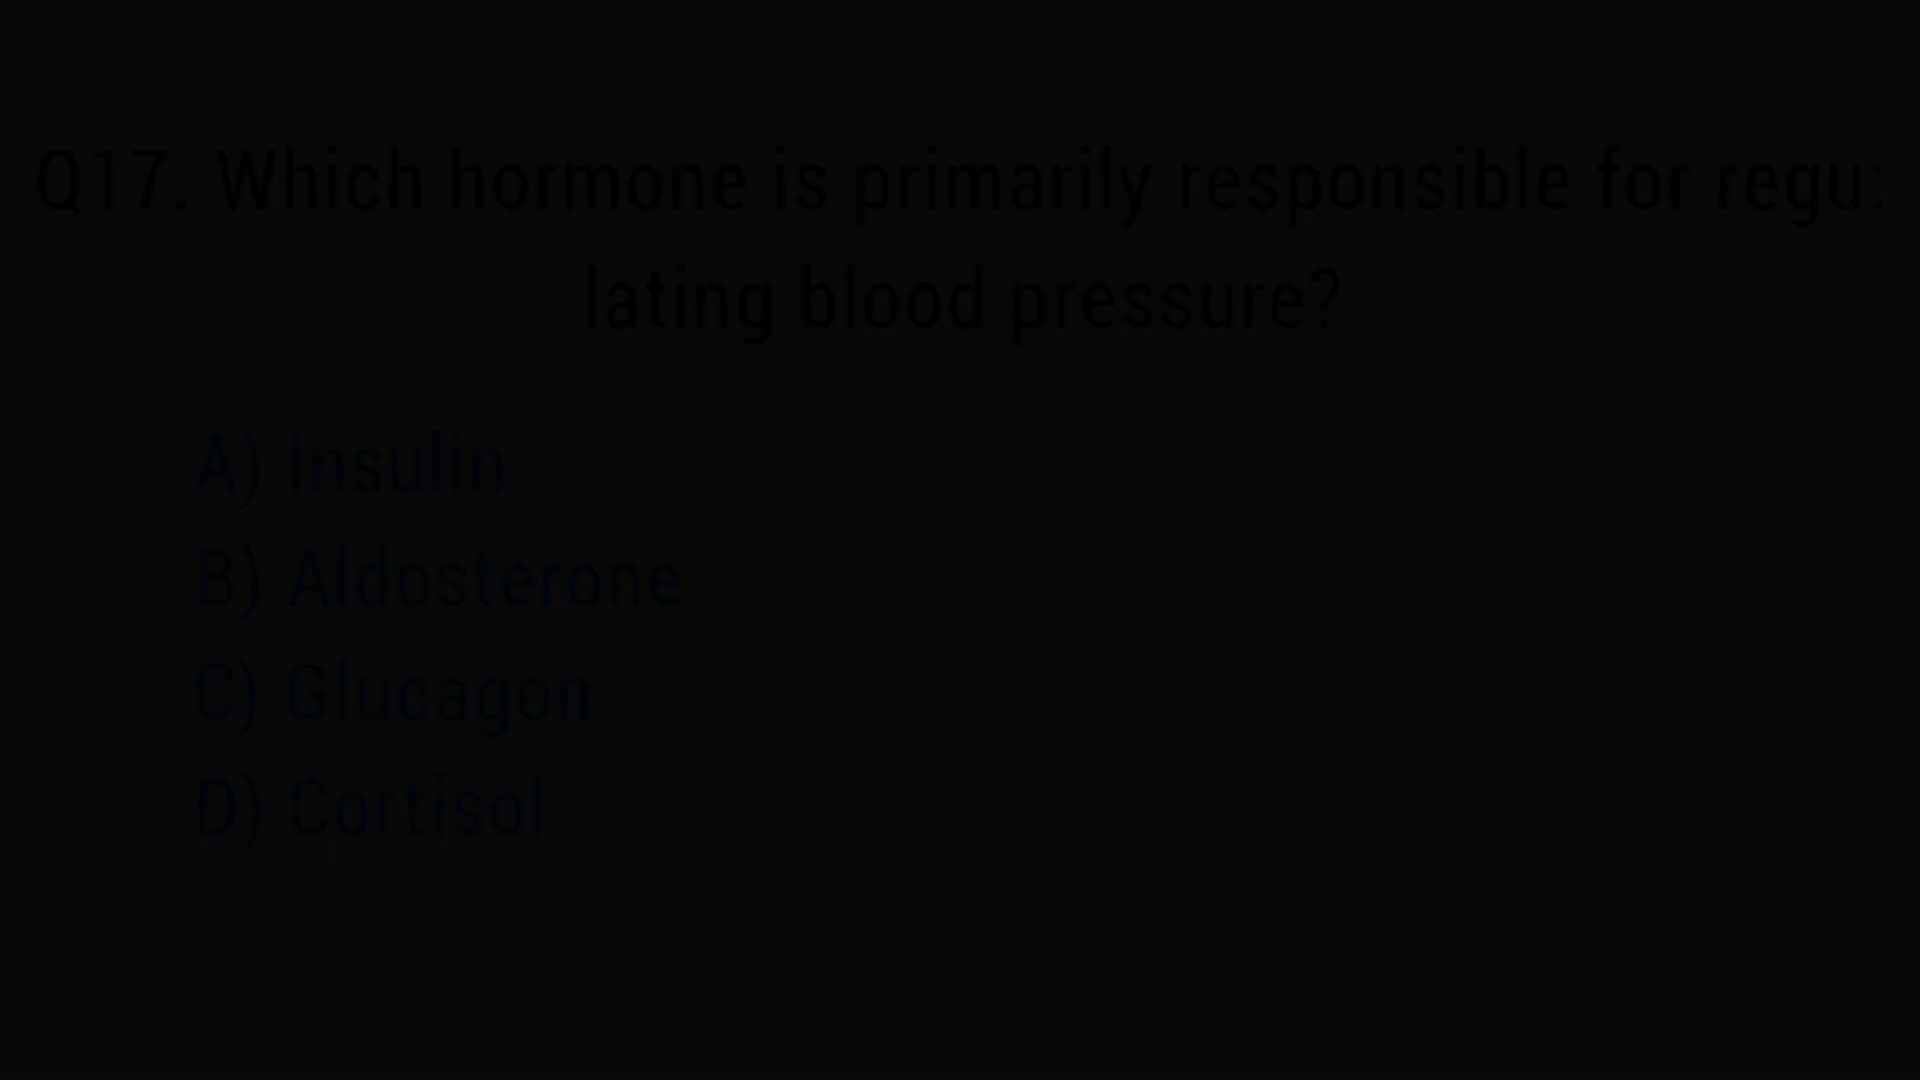 Q17. Which hormone is primarily responsible for regu:
lating blood pressure?
A) Insulin
B) Aldosterone
C) Glucagon
D) Cortisol